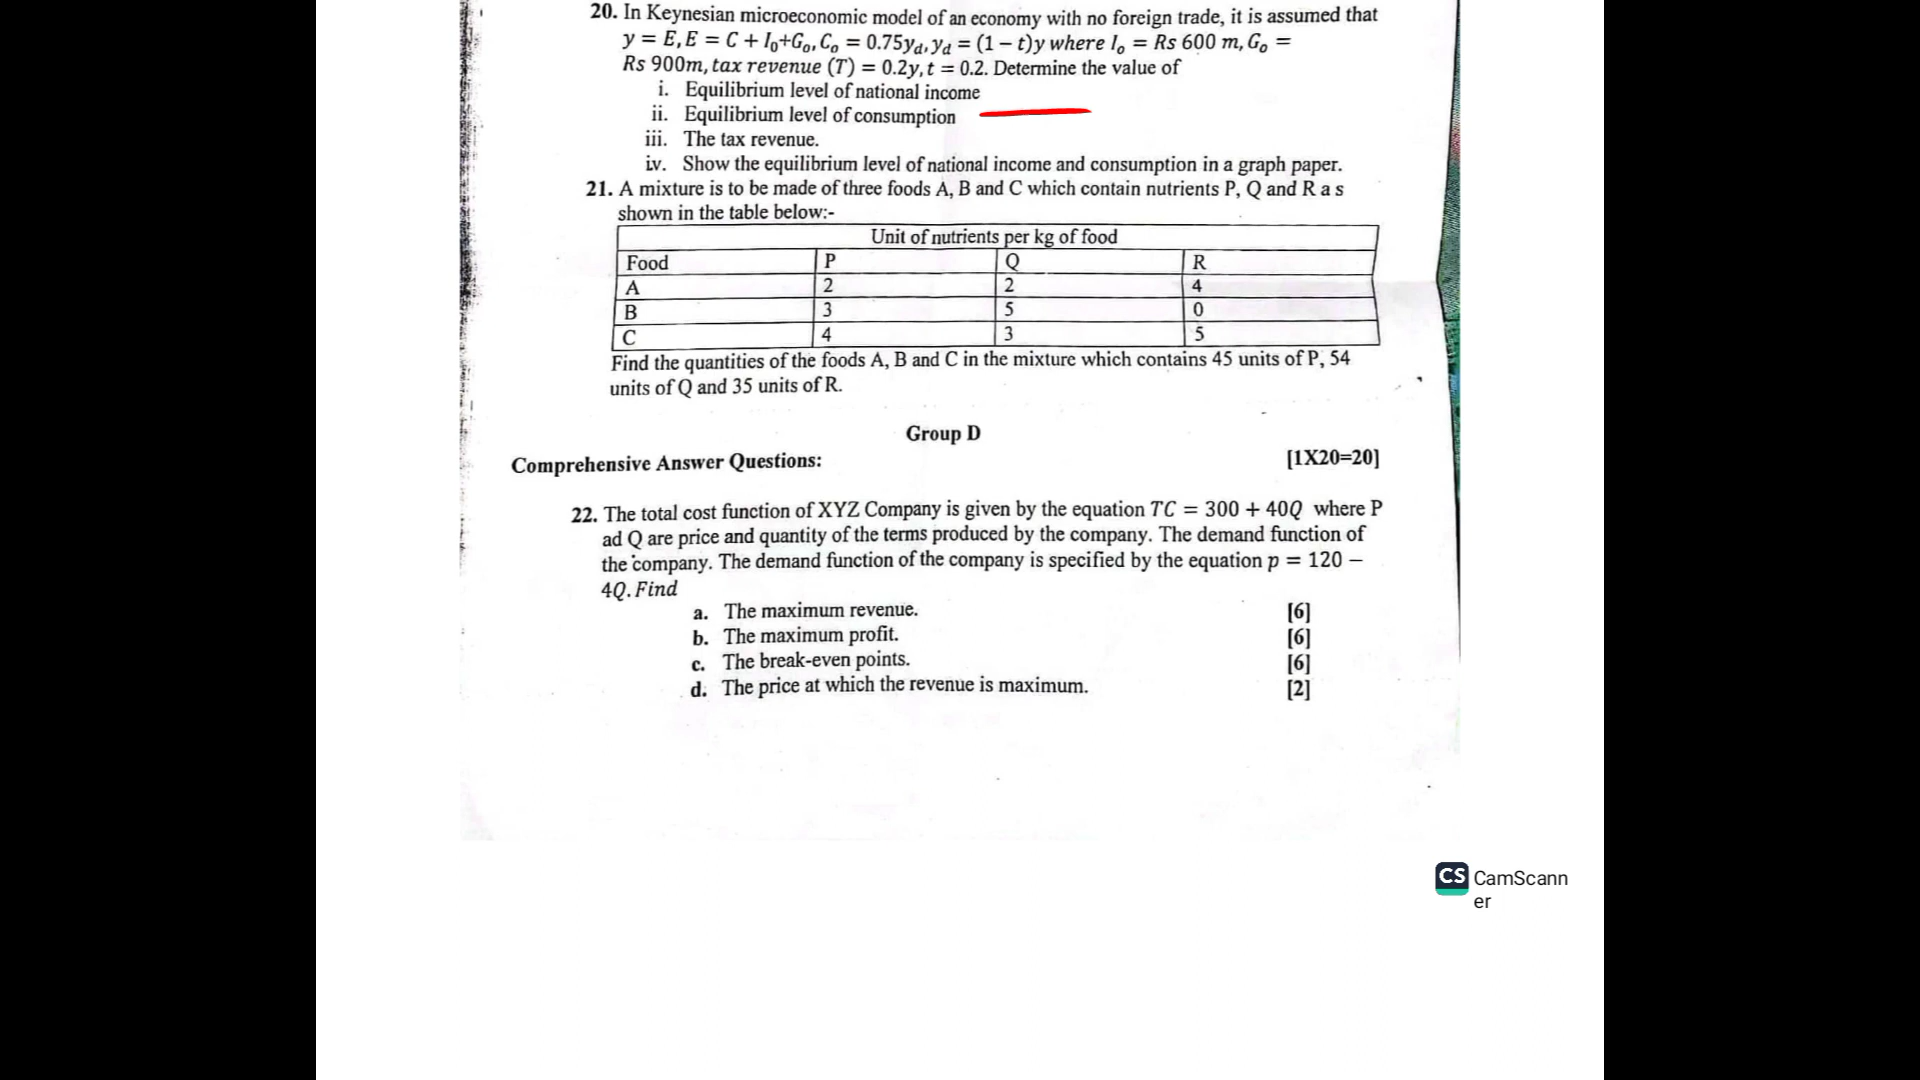 20. In Keynesian microeconomic model of an economy with no foreign trade, it is assumed that
y = E, E = C + I₀+Gₒ, Cₒ = 0.75y_d, y_d = (1 − t)y where Iₒ = Rs 600 m, Gₒ =
Rs 900m, tax revenue (T) = 0.2y, t = 0.2. Determine the value of
i. Equilibrium level of national income
ii. Equilibrium level of consumption
iii. The tax revenue.
iv. Show the equilibrium level of national income and consumption in a graph paper.
21. A mixture is to be made of three foods A, B and C which contain nutrients P, Q and R a s
shown in the table below:-
Unit of nutrients per kg of food
Food P Q R
A 2 2 4
B 3 5 0
C 4 3 5
Find the quantities of the foods A, B and C in the mixture which contains 45 units of P, 54
units of Q and 35 units of R.
Group D
Comprehensive Answer Questions: [1X20=20]
22. The total cost function of XYZ Company is given by the equation TC = 300 + 40Q where P
ad Q are price and quantity of the terms produced by the company. The demand function of
the company. The demand function of the company is specified by the equation p = 120 −
4Q. Find
a. The maximum revenue. [6]
b. The maximum profit. [6]
c. The break-even points. [6]
d. The price at which the revenue is maximum. [2]
CS CamScann
er